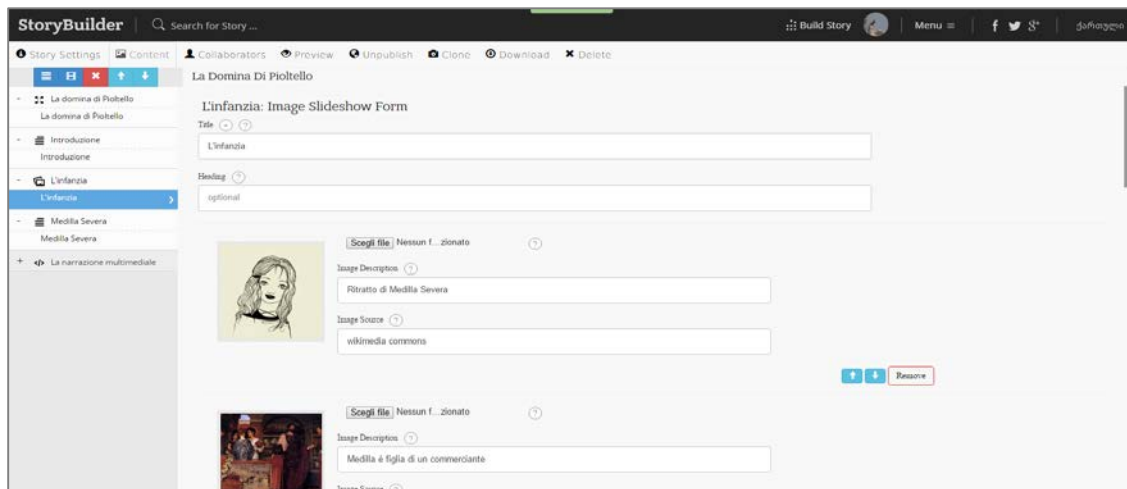 StoryBuilder Search for Story ... Build Story Menu ქართული
Story Settings Content Collaborators Preview Unpublish Clone Download Delete
La Domina Di Pioltello
- La domina di Pioltello
La domina di Pioltello
- Introduzione
Introduzione
- L'infanzia
L'infanzia
- Medilla Severa
Medilla Severa
+ </> La narrazione multimediale
L'infanzia: Image Slideshow Form
Title
L'infanzia
Heading
optional
Scegli file Nessun f...zionato
Image Description
Ritratto di Medilla Severa
Image Source
wikimedia commons
Remove
Scegli file Nessun f...zionato
Image Description
Medilla è figlia di un commerciante
Image Source